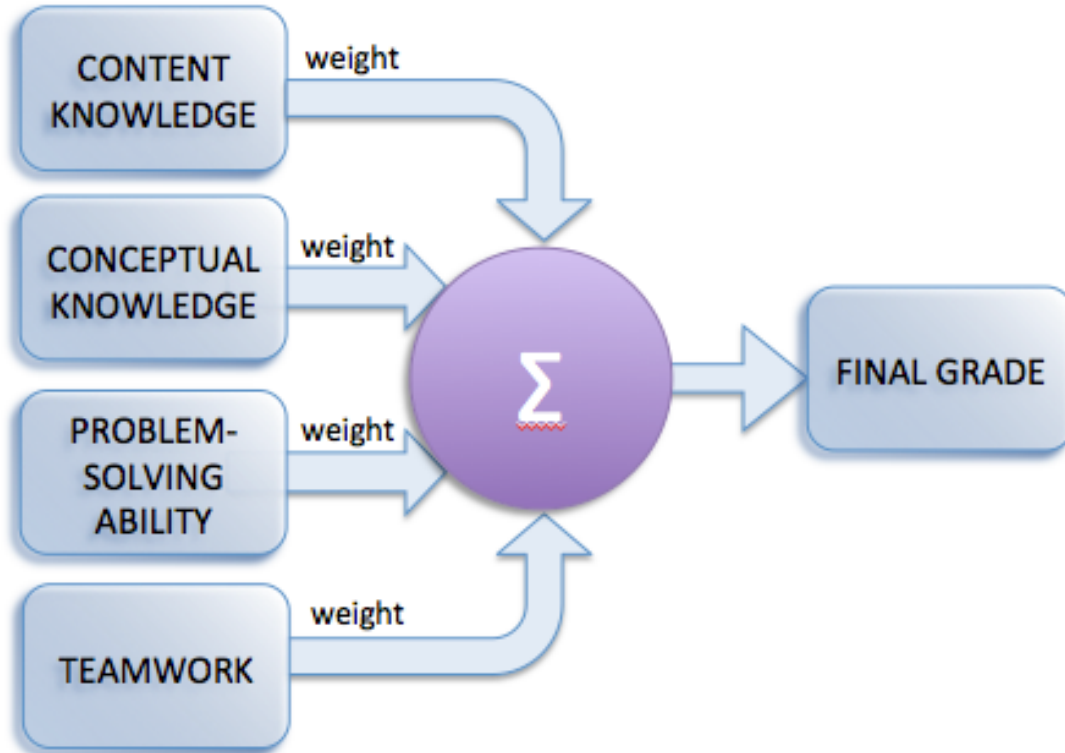 CONTENT
KNOWLEDGE
weight
CONCEPTUAL
KNOWLEDGE
weight
PROBLEM-
SOLVING
ABILITY
weight
TEAMWORK
weight
Σ
FINAL GRADE